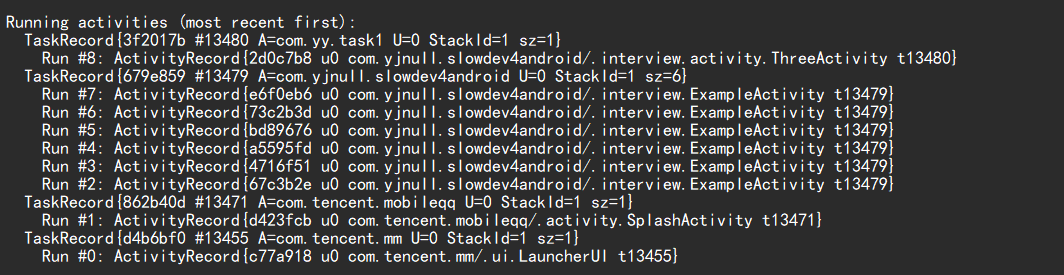 Running activities (most recent first):
TaskRecord{3f2017b #13480 A=com.yy.task1 U=0 StackId=1 sz=1}
Run #8: ActivityRecord{2d0c7b8 u0 com.yjnull.slowdev4android/.interview.activity.ThreeActivity t13480}
TaskRecord{679e859 #13479 A=com.yjnull.slowdev4android U=0 StackId=1 sz=6}
Run #7: ActivityRecord{e6f0eb6 u0 com.yjnull.slowdev4android/.interview.ExampleActivity t13479}
Run #6: ActivityRecord{73c2b3d u0 com.yjnull.slowdev4android/.interview.ExampleActivity t13479}
Run #5: ActivityRecord{bd89676 u0 com.yjnull.slowdev4android/.interview.ExampleActivity t13479}
Run #4: ActivityRecord{a5595fd u0 com.yjnull.slowdev4android/.interview.ExampleActivity t13479}
Run #3: ActivityRecord{4716f51 u0 com.yjnull.slowdev4android/.interview.ExampleActivity t13479}
Run #2: ActivityRecord{67c3b2e u0 com.yjnull.slowdev4android/.interview.ExampleActivity t13479}
TaskRecord{862b40d #13471 A=com.tencent.mobileqq U=0 StackId=1 sz=1}
Run #1: ActivityRecord{d423fcb u0 com.tencent.mobileqq/.activity.SplashActivity t13471}
TaskRecord{d4b6bf0 #13455 A=com.tencent.mm U=0 StackId=1 sz=1}
Run #0: ActivityRecord{c77a918 u0 com.tencent.mm/.ui.LauncherUI t13455}